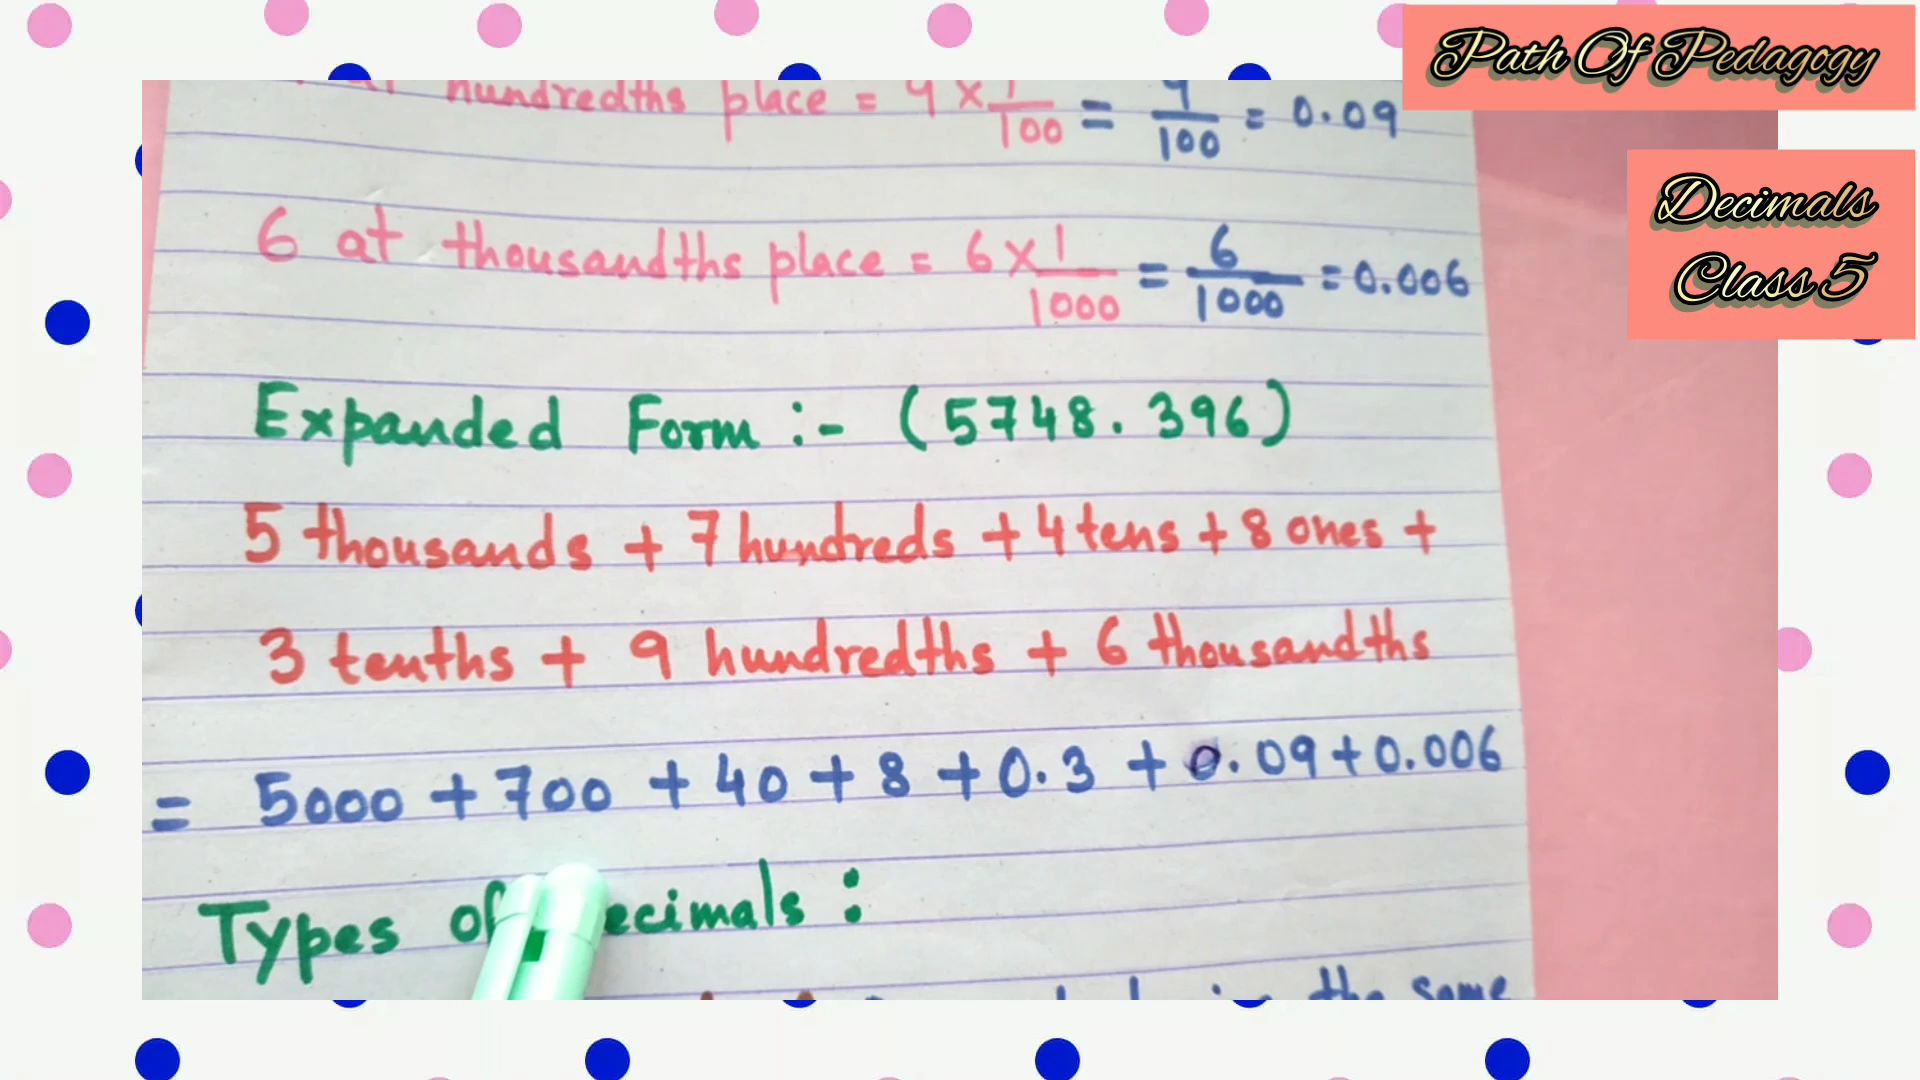 Path Of Pedagogy
Decimals
Class 5
hundredths place = 9 × 1/100 = 9/100 = 0.09
6 at thousandths place = 6 × 1/1000 = 6/1000 = 0.006
Expanded Form :- (5748.396)
5 thousands + 7 hundreds + 4 tens + 8 ones +
3 tenths + 9 hundredths + 6 thousandths
= 5000 + 700 + 40 + 8 + 0.3 + 0.09 + 0.006
Types of ecimals :
in the same